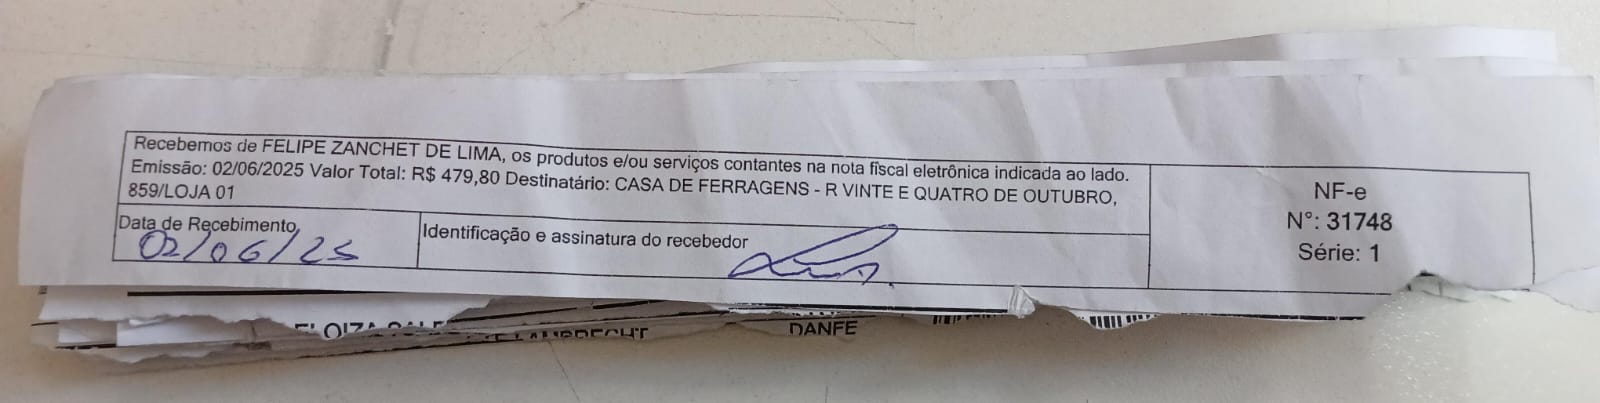 Recebemos de FELIPE ZANCHET DE LIMA, os produtos e/ou serviços contantes na nota fiscal eletrônica indicada ao lado.
Emissão: 02/06/2025 Valor Total: R$ 479,80 Destinatário: CASA DE FERRAGENS - R VINTE E QUATRO DE OUTUBRO,
859/LOJA 01
Data de Recebimento
02/06/25
Identificação e assinatura do recebedor
NF-e
N°: 31748
Série: 1
DANFE